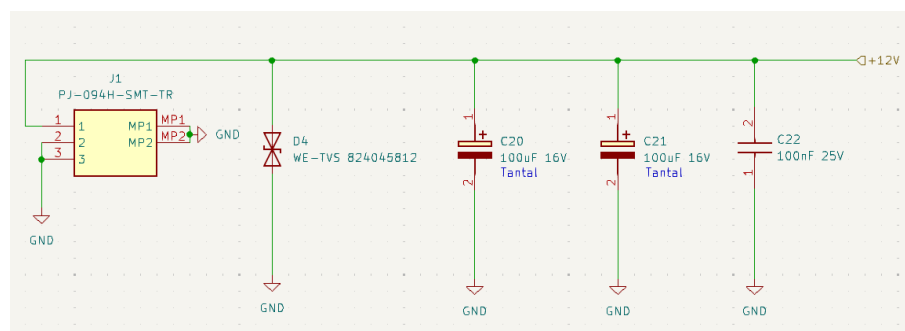 J1
PJ-094H-SMT-TR
1
2
3
1
2
3
MP1
MP2
MP1
MP2
GND
GND
D4
WE-TVS 824045812
GND
1
+
C20
100uF 16V
Tantal
2
GND
1
+
C21
100uF 16V
Tantal
2
GND
2
C22
100nF 25V
1
GND
+12V